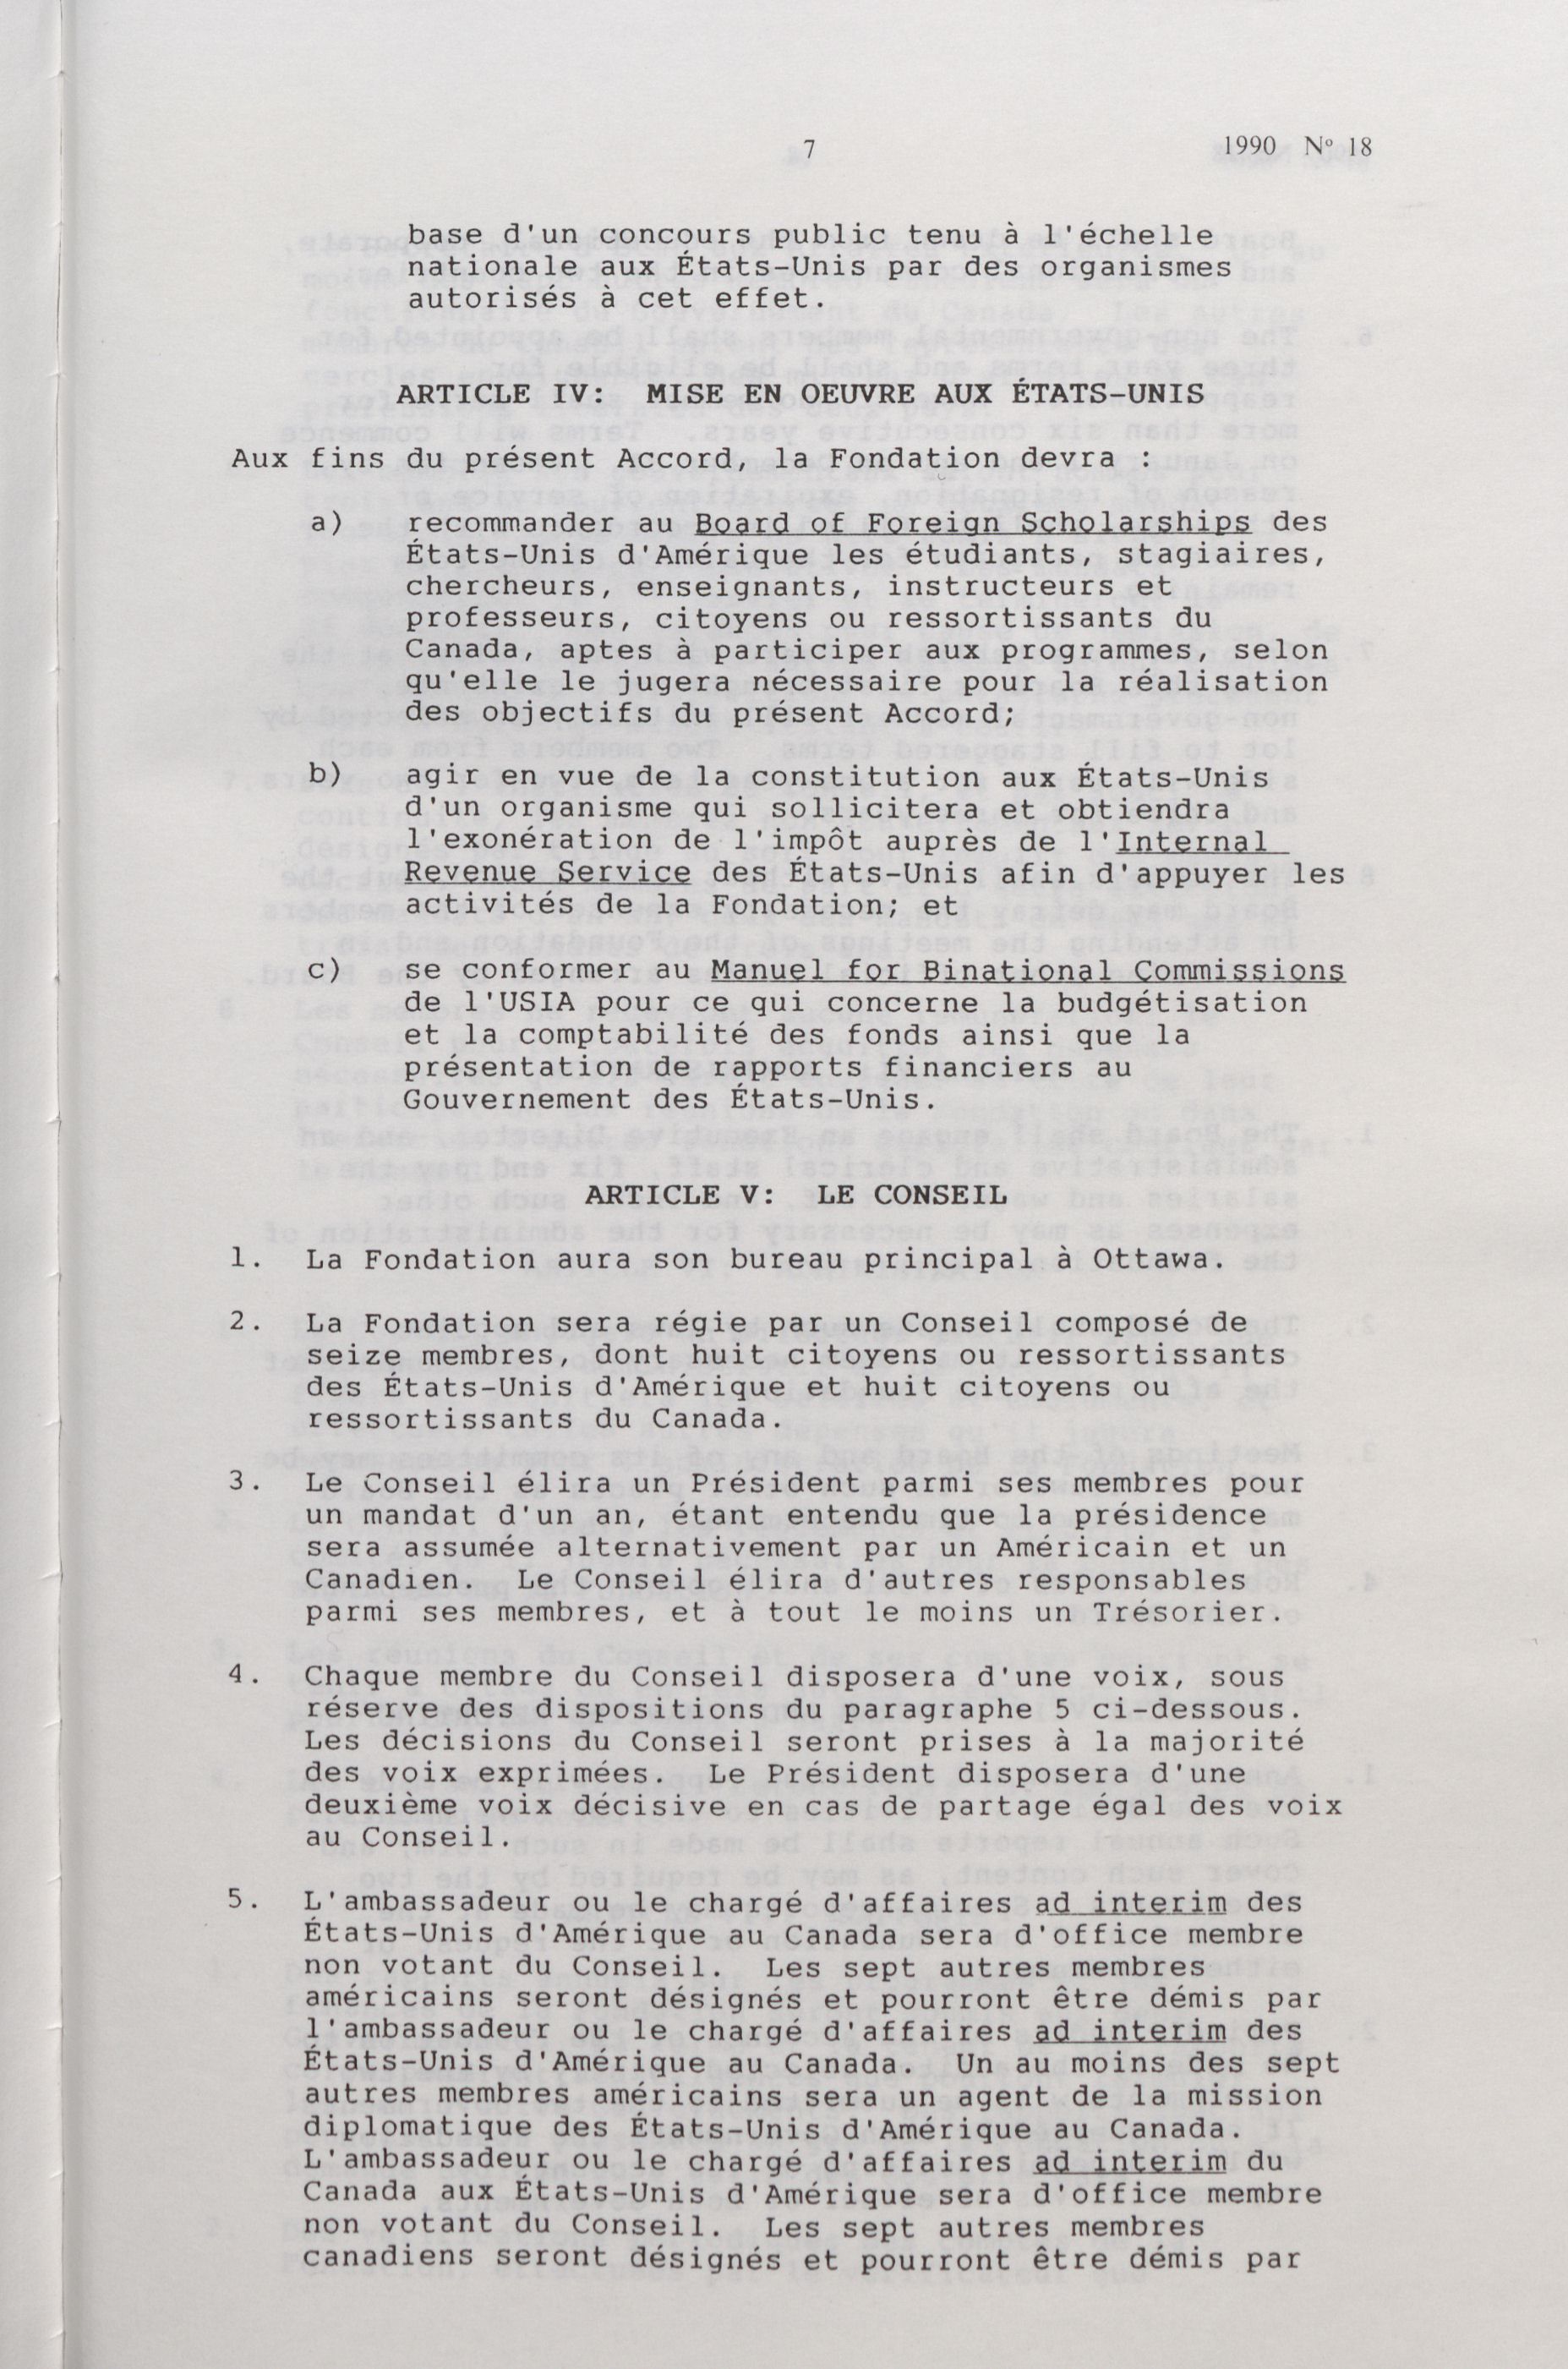 7
1990 Nº 18
base d'un concours public tenu à l'échelle
nationale aux États-Unis par des organismes
autorisés à cet effet.
ARTICLE IV: MISE EN OEUVRE AUX ÉTATS-UNIS
Aux fins du présent Accord, la Fondation devra :
a) recommander au Board of Foreign Scholarships des
États-Unis d'Amérique les étudiants, stagiaires,
chercheurs, enseignants, instructeurs et
professeurs, citoyens ou ressortissants du
Canada, aptes à participer aux programmes, selon
qu'elle le jugera nécessaire pour la réalisation
des objectifs du présent Accord;
b) agir en vue de la constitution aux États-Unis
d'un organisme qui sollicitera et obtiendra
l'exonération de l'impôt auprès de l'Internal
Revenue Service des États-Unis afin d'appuyer les
activités de la Fondation; et
c) se conformer au Manuel for Binational Commissions
de l'USIA pour ce qui concerne la budgétisation
et la comptabilité des fonds ainsi que la
présentation de rapports financiers au
Gouvernement des États-Unis.
ARTICLE V: LE CONSEIL
1. La Fondation aura son bureau principal à Ottawa.
2. La Fondation sera régie par un Conseil composé de
seize membres, dont huit citoyens ou ressortissants
des États-Unis d'Amérique et huit citoyens ou
ressortissants du Canada.
3. Le Conseil élira un Président parmi ses membres pour
un mandat d'un an, étant entendu que la présidence
sera assumée alternativement par un Américain et un
Canadien. Le Conseil élira d'autres responsables
parmi ses membres, et à tout le moins un Trésorier.
4. Chaque membre du Conseil disposera d'une voix, sous
réserve des dispositions du paragraphe 5 ci-dessous.
Les décisions du Conseil seront prises à la majorité
des voix exprimées. Le Président disposera d'une
deuxième voix décisive en cas de partage égal des voix
au Conseil.
5. L'ambassadeur ou le chargé d'affaires ad interim des
États-Unis d'Amérique au Canada sera d'office membre
non votant du Conseil. Les sept autres membres
américains seront désignés et pourront être démis par
l'ambassadeur ou le chargé d'affaires ad interim des
États-Unis d'Amérique au Canada. Un au moins des sept
autres membres américains sera un agent de la mission
diplomatique des États-Unis d'Amérique au Canada.
L'ambassadeur ou le chargé d'affaires ad interim du
Canada aux États-Unis d'Amérique sera d'office membre
non votant du Conseil. Les sept autres membres
canadiens seront désignés et pourront être démis par